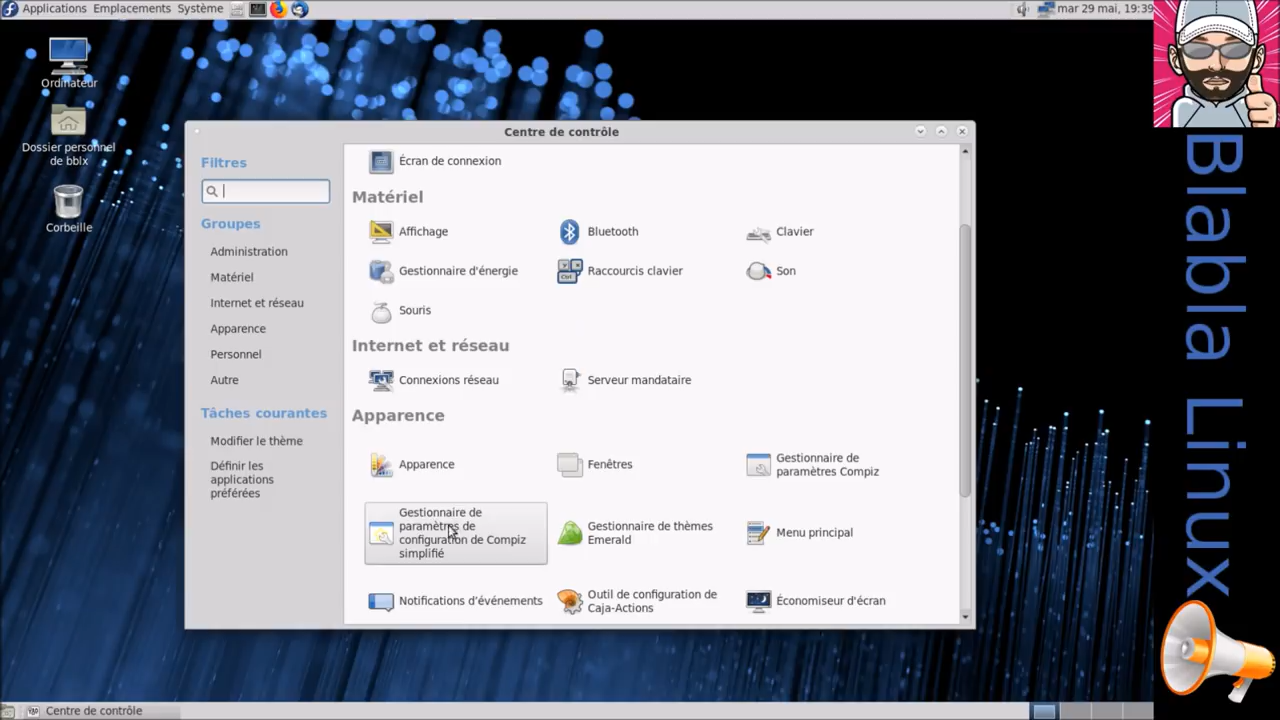 Applications Emplacements Système
mar 29 mai, 19:39
Ordinateur
Dossier personnel
de bblx
Corbeille
Centre de contrôle
Filtres
Groupes
Administration
Matériel
Internet et réseau
Apparence
Personnel
Autre
Tâches courantes
Modifier le thème
Définir les
applications
préférées
Écran de connexion
Matériel
Affichage
Bluetooth
Clavier
Gestionnaire d'énergie
Raccourcis clavier
Son
Souris
Internet et réseau
Connexions réseau
Serveur mandataire
Apparence
Apparence
Fenêtres
Gestionnaire de
paramètres Compiz
Gestionnaire de
paramètres de
configuration de Compiz
simplifié
Gestionnaire de thèmes
Emerald
Menu principal
Notifications d'événements
Outil de configuration de
Caja-Actions
Économiseur d'écran
Centre de contrôle
Blabla Linux